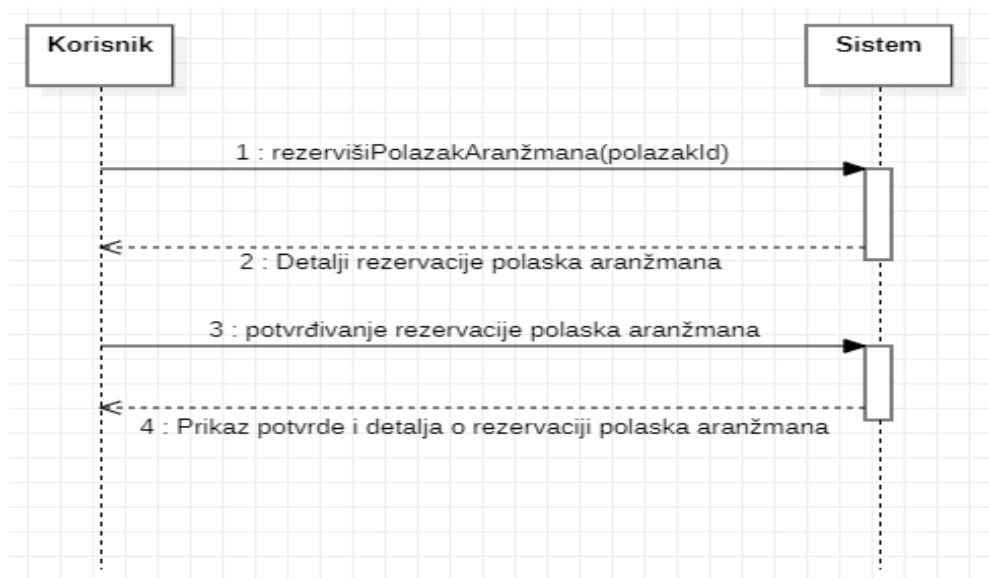 Korisnik
Sistem
1 : rezervišiPolazakAranžmana(polazakId)
2 : Detalji rezervacije polaska aranžmana
3 : potvrđivanje rezervacije polaska aranžmana
4 : Prikaz potvrde i detalja o rezervaciji polaska aranžmana